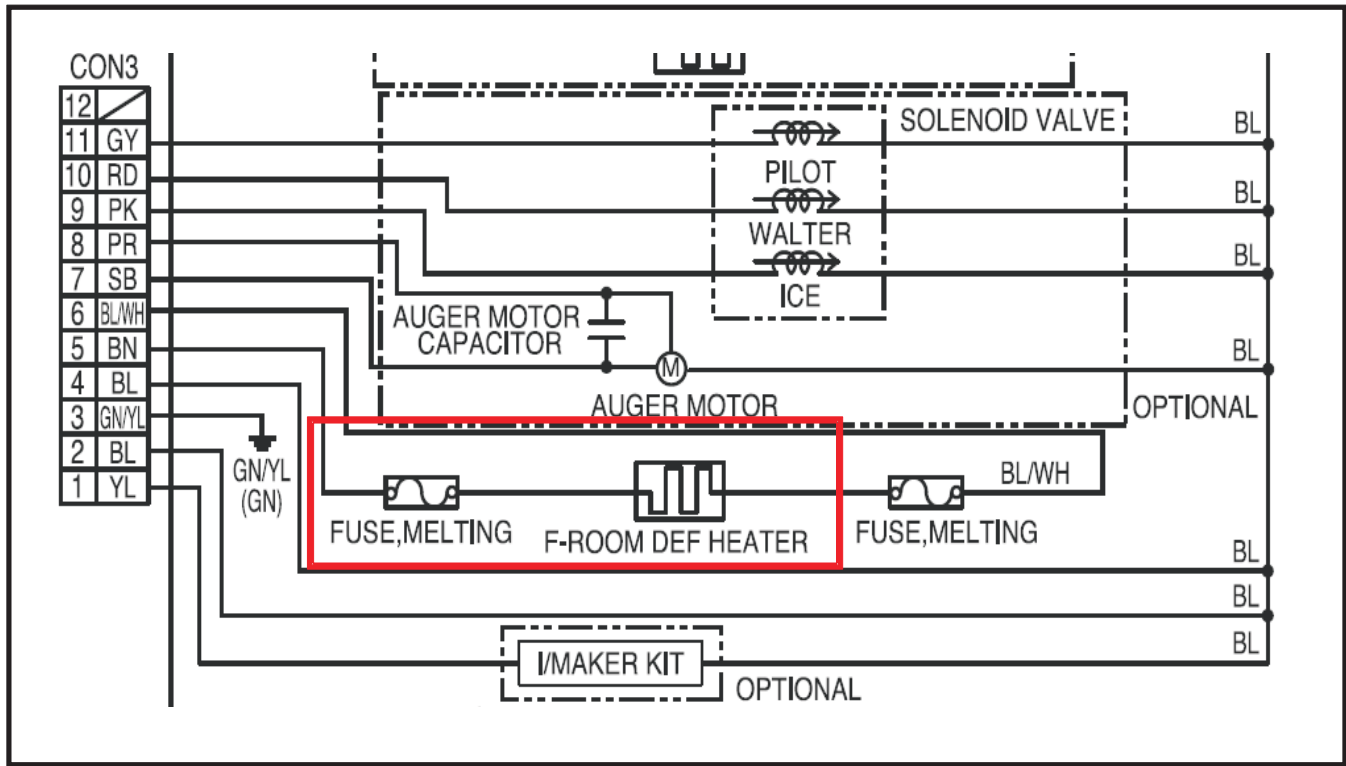 CON3
12
11 GY
10 RD
9 PK
8 PR
7 SB
6 BL/WH
5 BN
4 BL
3 GN/YL
2 BL
1 YL
GN/YL
(GN)
SOLENOID VALVE
PILOT
WALTER
ICE
AUGER MOTOR
CAPACITOR
M
AUGER MOTOR
OPTIONAL
BL
BL
BL
BL
BL/WH
FUSE,MELTING
F-ROOM DEF HEATER
FUSE,MELTING
BL
BL
BL
I/MAKER KIT
OPTIONAL